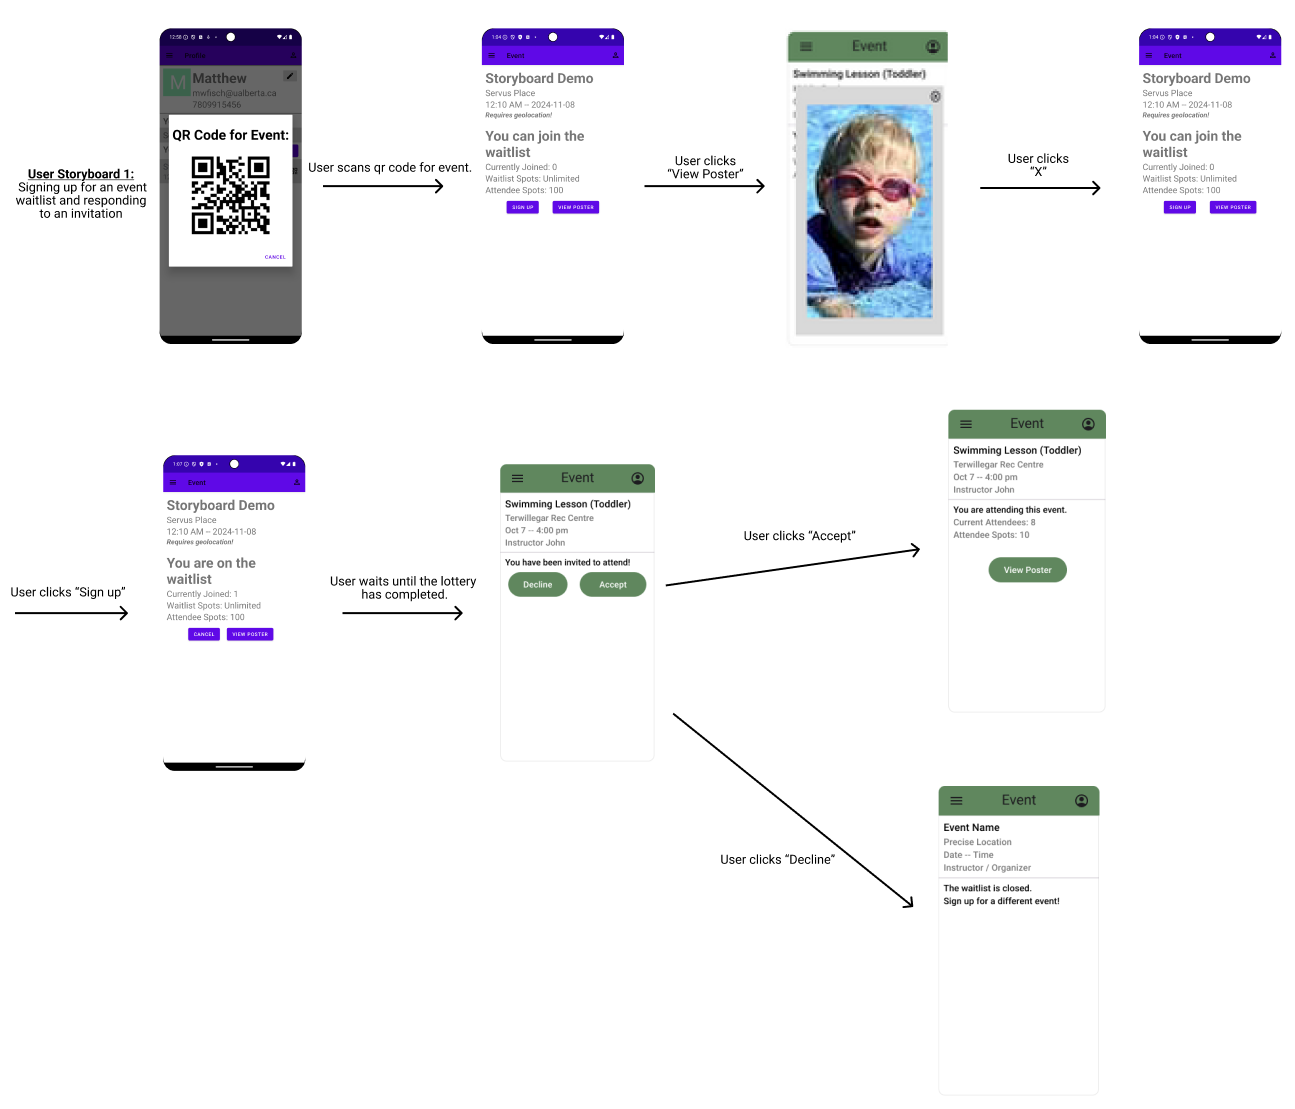 User Storyboard 1:
Signing up for an event
waitlist and responding
to an invitation
12:58
Profile
M
Matthew
mwfisch@ualberta.ca
7809915456
QR Code for Event:
CANCEL
User scans qr code for event.
1:04
Event
Storyboard Demo
Servus Place
12:10 AM -- 2024-11-08
Requires geolocation!
You can join the
waitlist
Currently Joined: 0
Waitlist Spots: Unlimited
Attendee Spots: 100
SIGN UP VIEW POSTER
User clicks
“View Poster”
Event
Swimming Lesson (Toddler)
User clicks
“X”
1:04
Event
Storyboard Demo
Servus Place
12:10 AM -- 2024-11-08
Requires geolocation!
You can join the
waitlist
Currently Joined: 0
Waitlist Spots: Unlimited
Attendee Spots: 100
SIGN UP VIEW POSTER
User clicks “Sign up”
1:07
Event
Storyboard Demo
Servus Place
12:10 AM -- 2024-11-08
Requires geolocation!
You are on the
waitlist
Currently Joined: 1
Waitlist Spots: Unlimited
Attendee Spots: 100
CANCEL VIEW POSTER
User waits until the lottery
has completed.
Event
Swimming Lesson (Toddler)
Terwillegar Rec Centre
Oct 7 -- 4:00 pm
Instructor John
You have been invited to attend!
Decline Accept
User clicks “Accept”
Event
Swimming Lesson (Toddler)
Terwillegar Rec Centre
Oct 7 -- 4:00 pm
Instructor John
You are attending this event.
Current Attendees: 8
Attendee Spots: 10
View Poster
User clicks “Decline”
Event
Event Name
Precise Location
Date -- Time
Instructor / Organizer
The waitlist is closed.
Sign up for a different event!